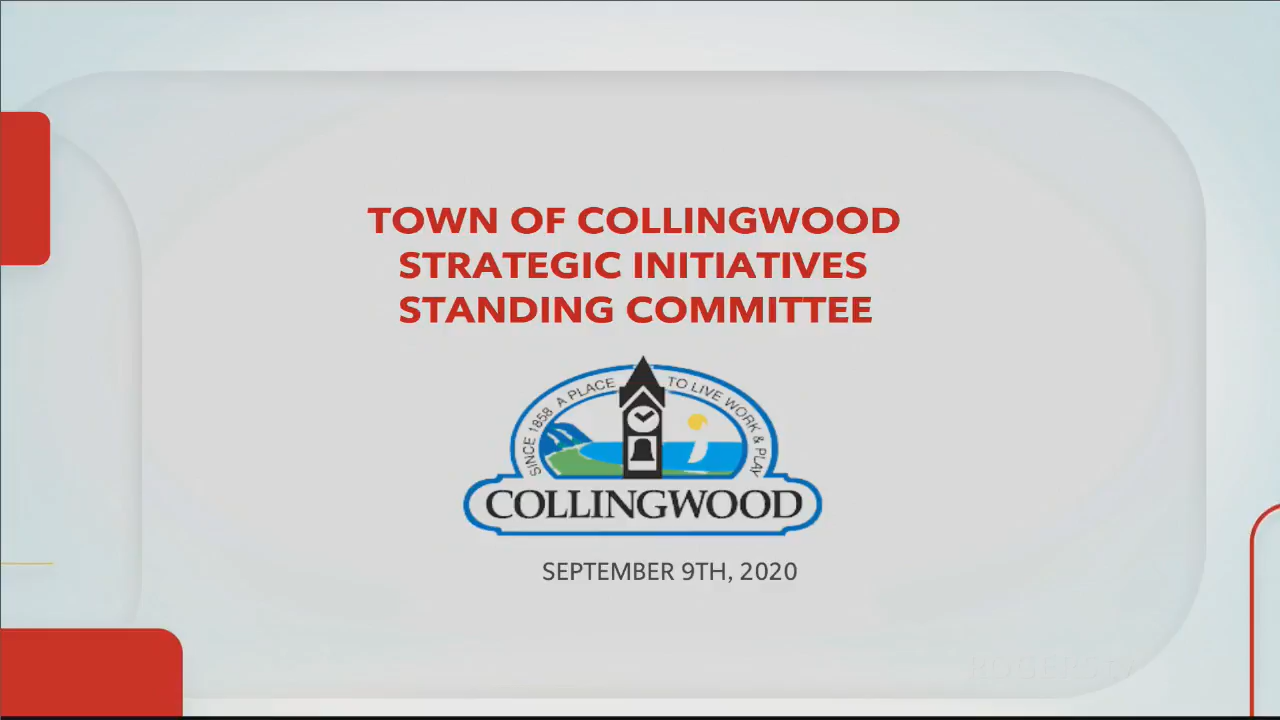 TOWN OF COLLINGWOOD
STRATEGIC INITIATIVES
STANDING COMMITTEE
SINCE 1858 A PLACE TO LIVE WORK & PLAY
COLLINGWOOD
SEPTEMBER 9TH, 2020